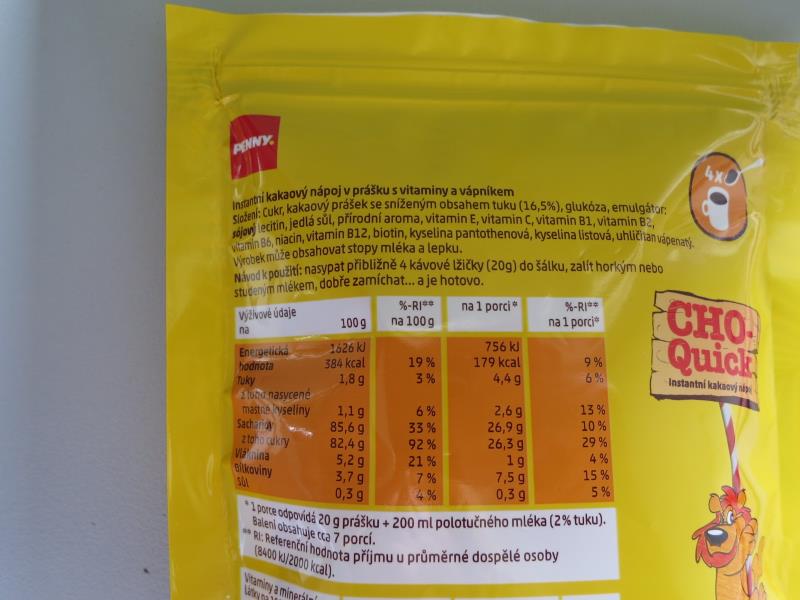 PENNY.
4x
Instantní kakaový nápoj v prášku s vitaminy a vápníkem
Složení: Cukr, kakaový prášek se sníženým obsahem tuku (16,5%), glukóza, emulgátor:
sójový lecitin, jedlá sůl, přírodní aroma, vitamin E, vitamin C, vitamin B1, vitamin B2,
vitamin B6, niacin, vitamin B12, biotin, kyselina pantothenová, kyselina listová, uhličitan vápenatý.
Výrobek může obsahovat stopy mléka a lepku.
Návod k použití: nasypat přibližně 4 kávové lžičky (20g) do šálku, zalít horkým nebo
studeným mlékem, dobře zamíchat... a je hotovo.
Výživové údaje %-RI** na 1 porci* %-RI**
na 100 g na 100 g na 1 porci*
Energetická 1626 kJ 756 kJ
hodnota 384 kcal 19 % 179 kcal 9 %
Tuky 1,8 g 3 % 4,4 g 6 %
z toho nasycené
mastné kyseliny 1,1 g 6 % 2,6 g 13 %
Sacharidy 85,6 g 33 % 26,9 g 10 %
z toho cukry 82,4 g 92 % 26,3 g 29 %
Vláknina 5,2 g 21 % 1 g 4 %
Bílkoviny 3,7 g 7 % 7,5 g 15 %
Sůl 0,3 g 4 % 0,3 g 5 %
* 1 porce odpovídá 20 g prášku + 200 ml polotučného mléka (2% tuku).
Balení obsahuje cca 7 porcí.
** RI: Referenční hodnota příjmu u průměrné dospělé osoby
(8400 kJ/2000 kcal).
Vitaminy a minerální
Látky na
CHO-
Quick
Instantní kakaový